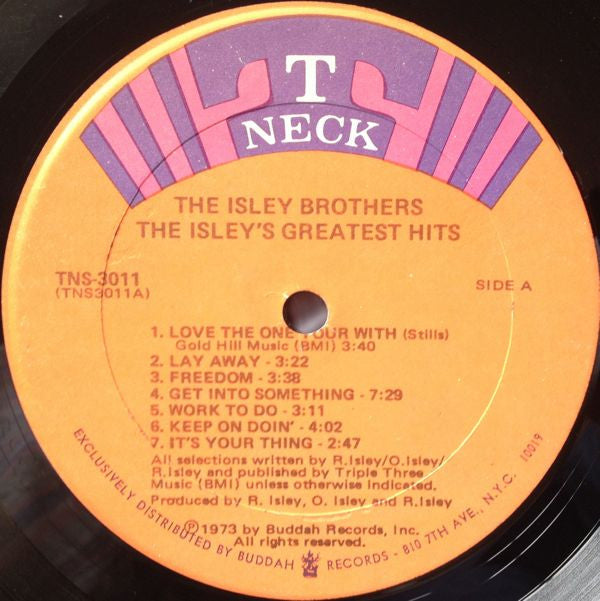 T
NECK
THE ISLEY BROTHERS
THE ISLEY'S GREATEST HITS
TNS-3011
(TNS3011A)
SIDE A
1. LOVE THE ONE YOUR WITH (Stills)
Gold Hill Music (BMI) 3:40
2. LAY AWAY - 3:22
3. FREEDOM - 3:38
4. GET INTO SOMETHING - 7:29
5. WORK TO DO - 3:11
6. KEEP ON DOIN' - 4:02
7. IT'S YOUR THING - 2:47
All selections written by R.Isley/O.Isley/
R.Isley and published by Triple Three
Music (BMI) unless otherwise indicated.
Produced by R. Isley, O. Isley and R.Isley
℗1973 by Buddah Records, Inc.
All rights reserved.
EXCLUSIVELY DISTRIBUTED BY BUDDAH RECORDS - 810 7TH AVE., N.Y.C. 10019